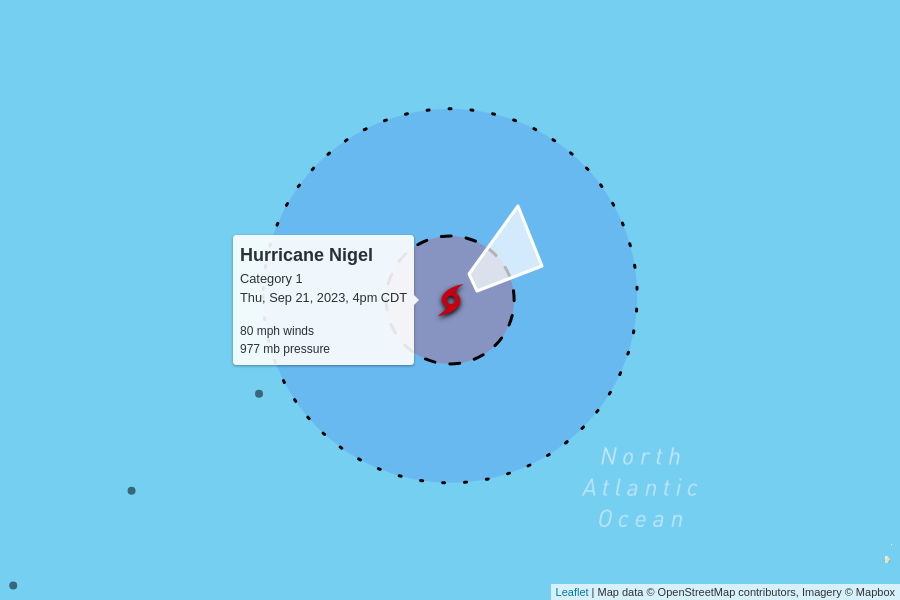 Hurricane Nigel
Category 1
Thu, Sep 21, 2023, 4pm CDT
80 mph winds
977 mb pressure
North
Atlantic
Ocean
Leaflet | Map data © OpenStreetMap contributors, Imagery © Mapbox